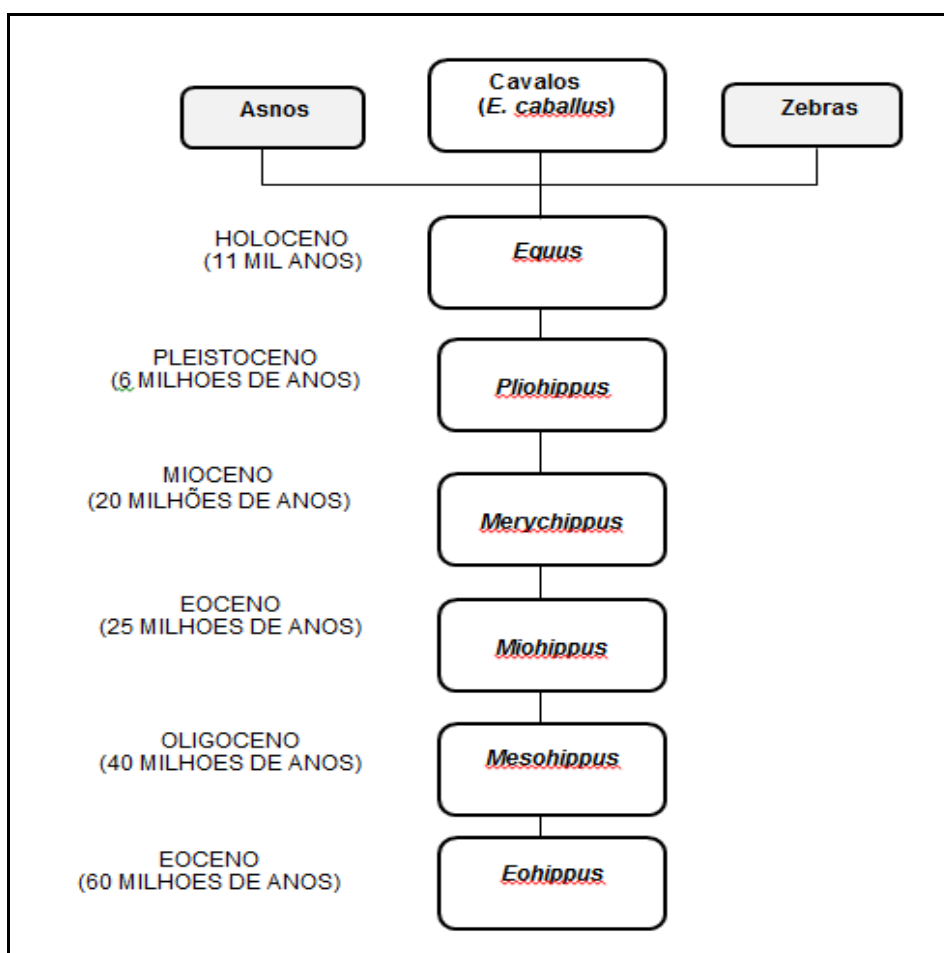 Asnos
Cavalos
(E. caballus)
Zebras
HOLOCENO
(11 MIL ANOS)
Equus
PLEISTOCENO
(6 MILHOES DE ANOS)
Pliohippus
MIOCENO
(20 MILHÕES DE ANOS)
Merychippus
EOCENO
(25 MILHOES DE ANOS)
Miohippus
OLIGOCENO
(40 MILHOES DE ANOS)
Mesohippus
EOCENO
(60 MILHOES DE ANOS)
Eohippus